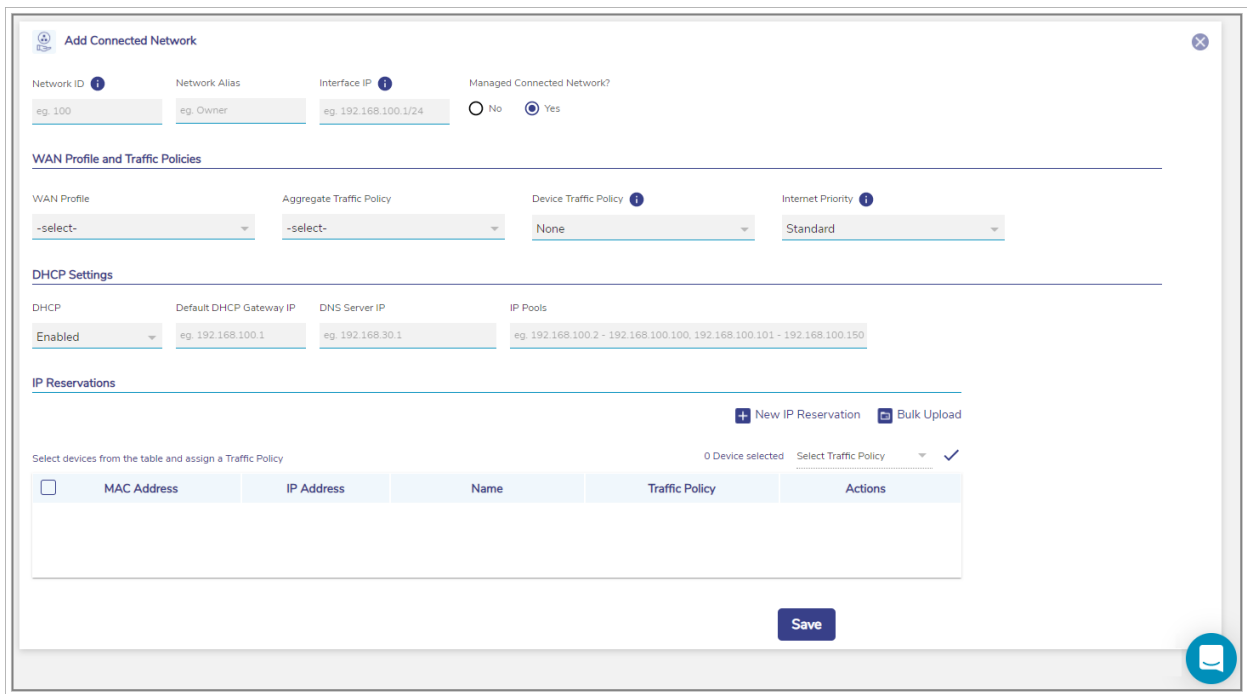 Add Connected Network
Network ID i Network Alias Interface IP i Managed Connected Network?
eg. 100 eg. Owner eg. 192.168.100.1/24 No Yes
WAN Profile and Traffic Policies
WAN Profile Aggregate Traffic Policy Device Traffic Policy i Internet Priority i
-select- -select- None Standard
DHCP Settings
DHCP Default DHCP Gateway IP DNS Server IP IP Pools
Enabled eg. 192.168.100.1 eg. 192.168.30.1 eg. 192.168.100.2 - 192.168.100.100, 192.168.100.101 - 192.168.100.150
IP Reservations
New IP Reservation Bulk Upload
Select devices from the table and assign a Traffic Policy 0 Device selected Select Traffic Policy
MAC Address IP Address Name Traffic Policy Actions
Save